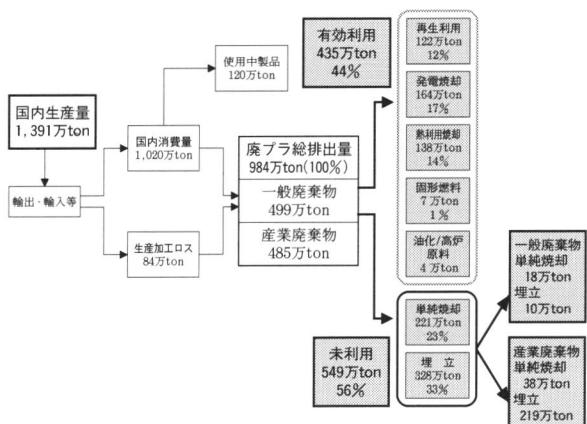 国内生産量
1,391万ton
輸出・輸入等
使用中製品
120万ton
国内消費量
1,020万ton
生産加工ロス
84万ton
廃プラ総排出量
984万ton(100%)
一般廃棄物
499万ton
産業廃棄物
485万ton
有効利用
435万ton
44%
再生利用
122万ton
12%
発電焼却
164万ton
17%
熱利用焼却
138万ton
14%
固形燃料
7万ton
1%
油化/高炉
原料
4万ton
未利用
549万ton
56%
単純焼却
221万ton
23%
埋 立
328万ton
33%
一般廃棄物
単純焼却
18万ton
埋立
10万ton
産業廃棄物
単純焼却
38万ton
埋立
219万ton